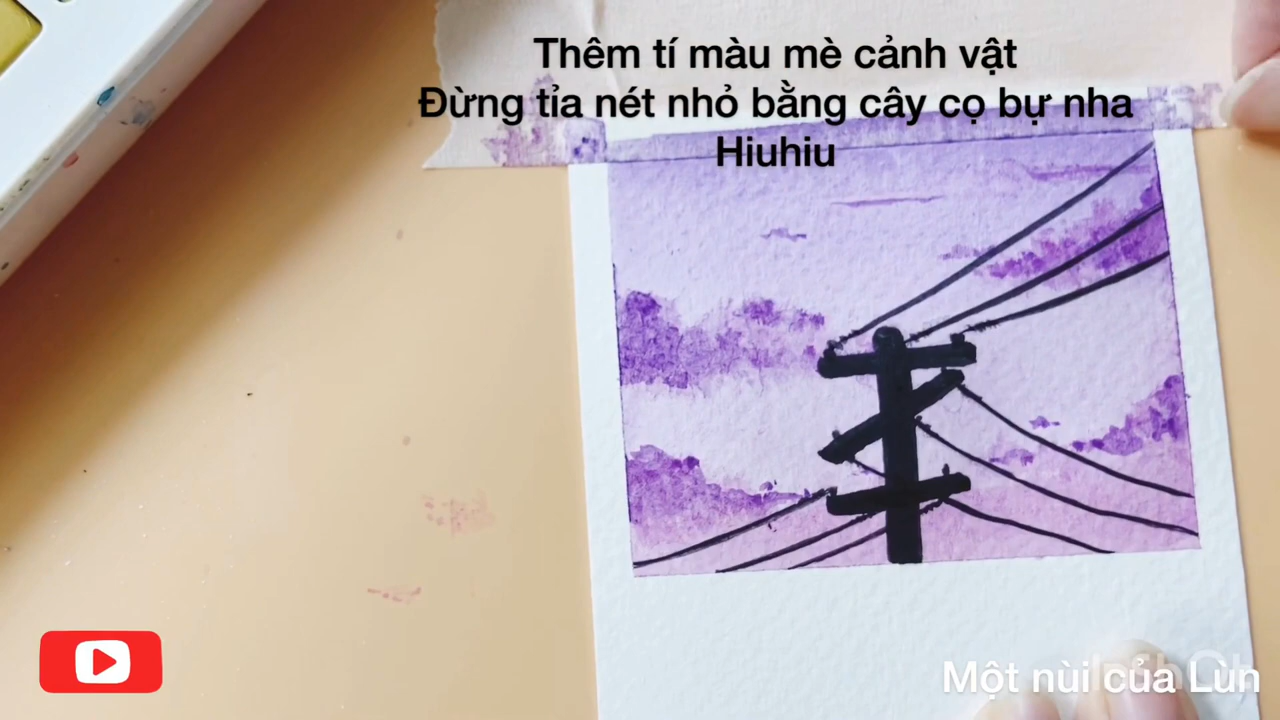 Thêm tí màu mè cảnh vật
Đừng tỉa nét nhỏ bằng cây cọ bự nha
Hiuhiu
Một nùi của Lùn